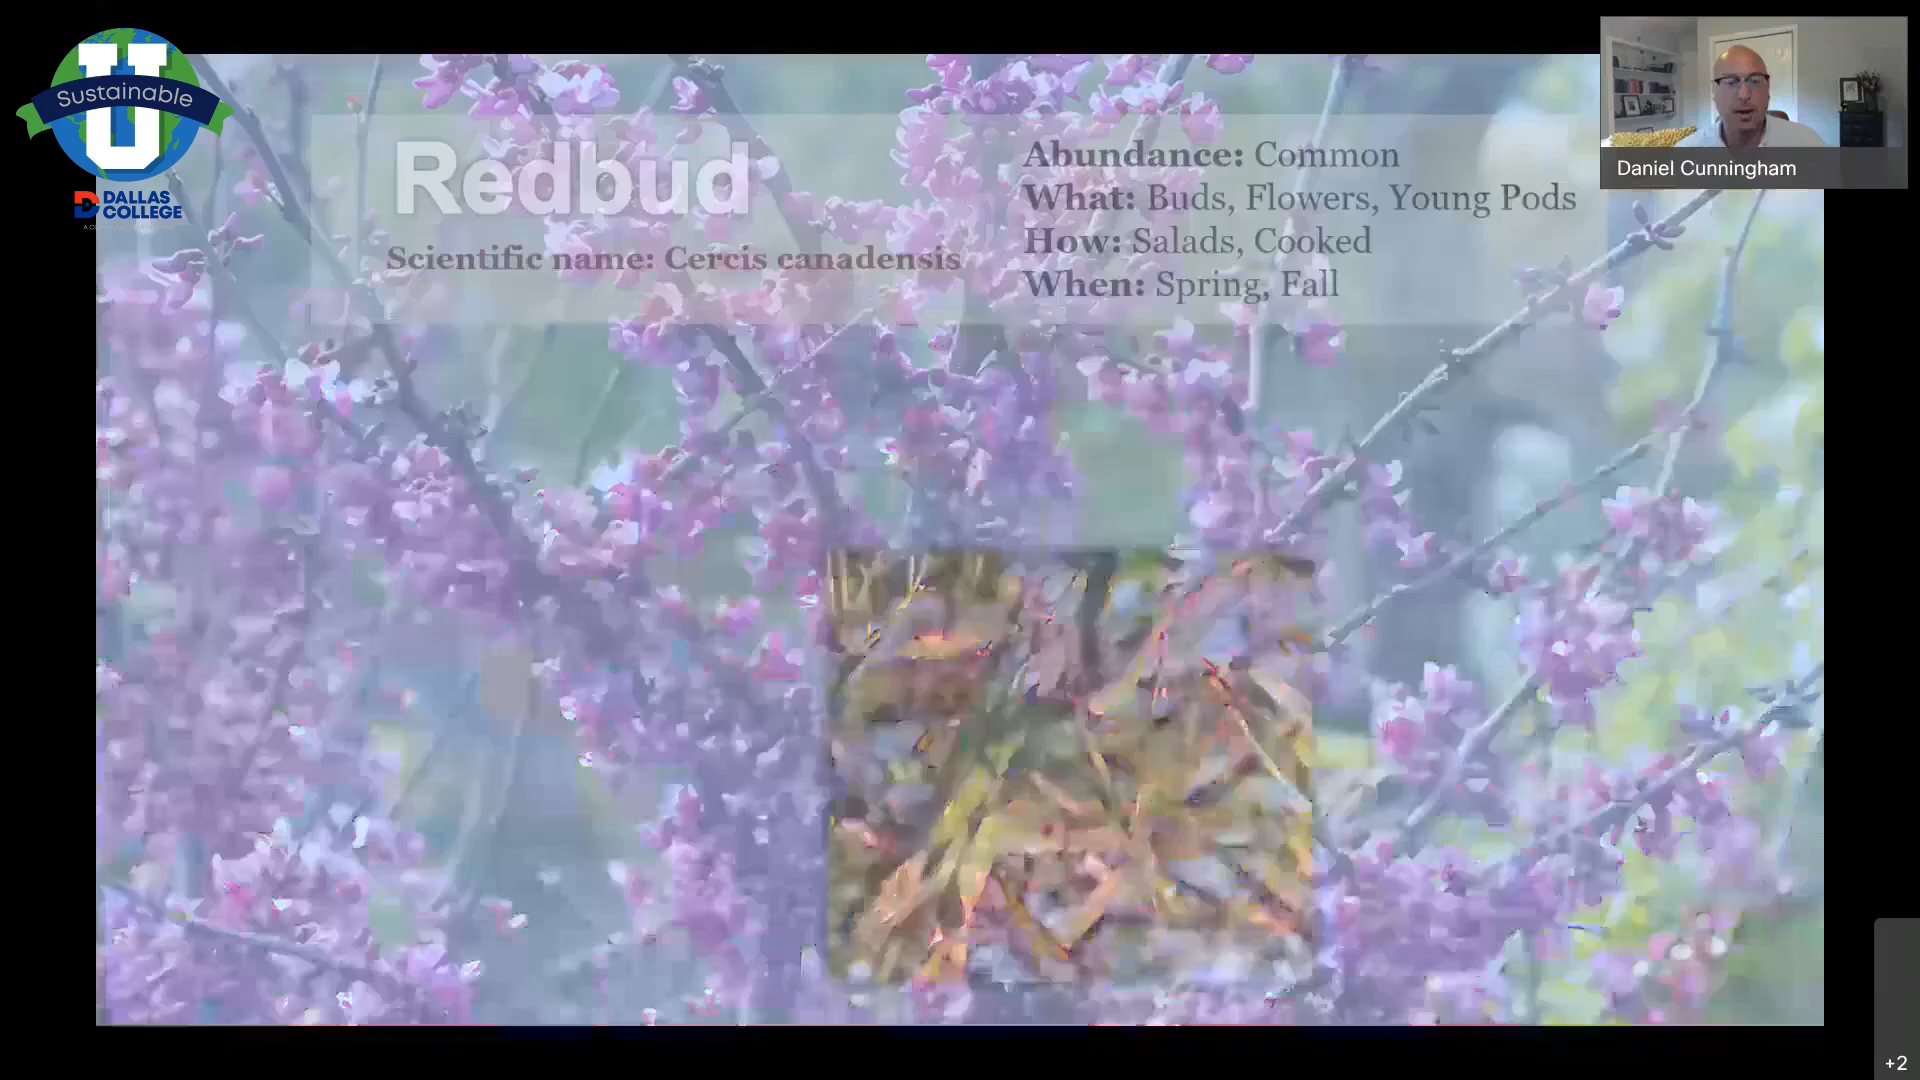 U
Sustainable
DALLAS
COLLEGE
Redbud
Scientific name: Cercis canadensis
Abundance: Common
What: Buds, Flowers, Young Pods
How: Salads, Cooked
When: Spring, Fall
Daniel Cunningham
+2